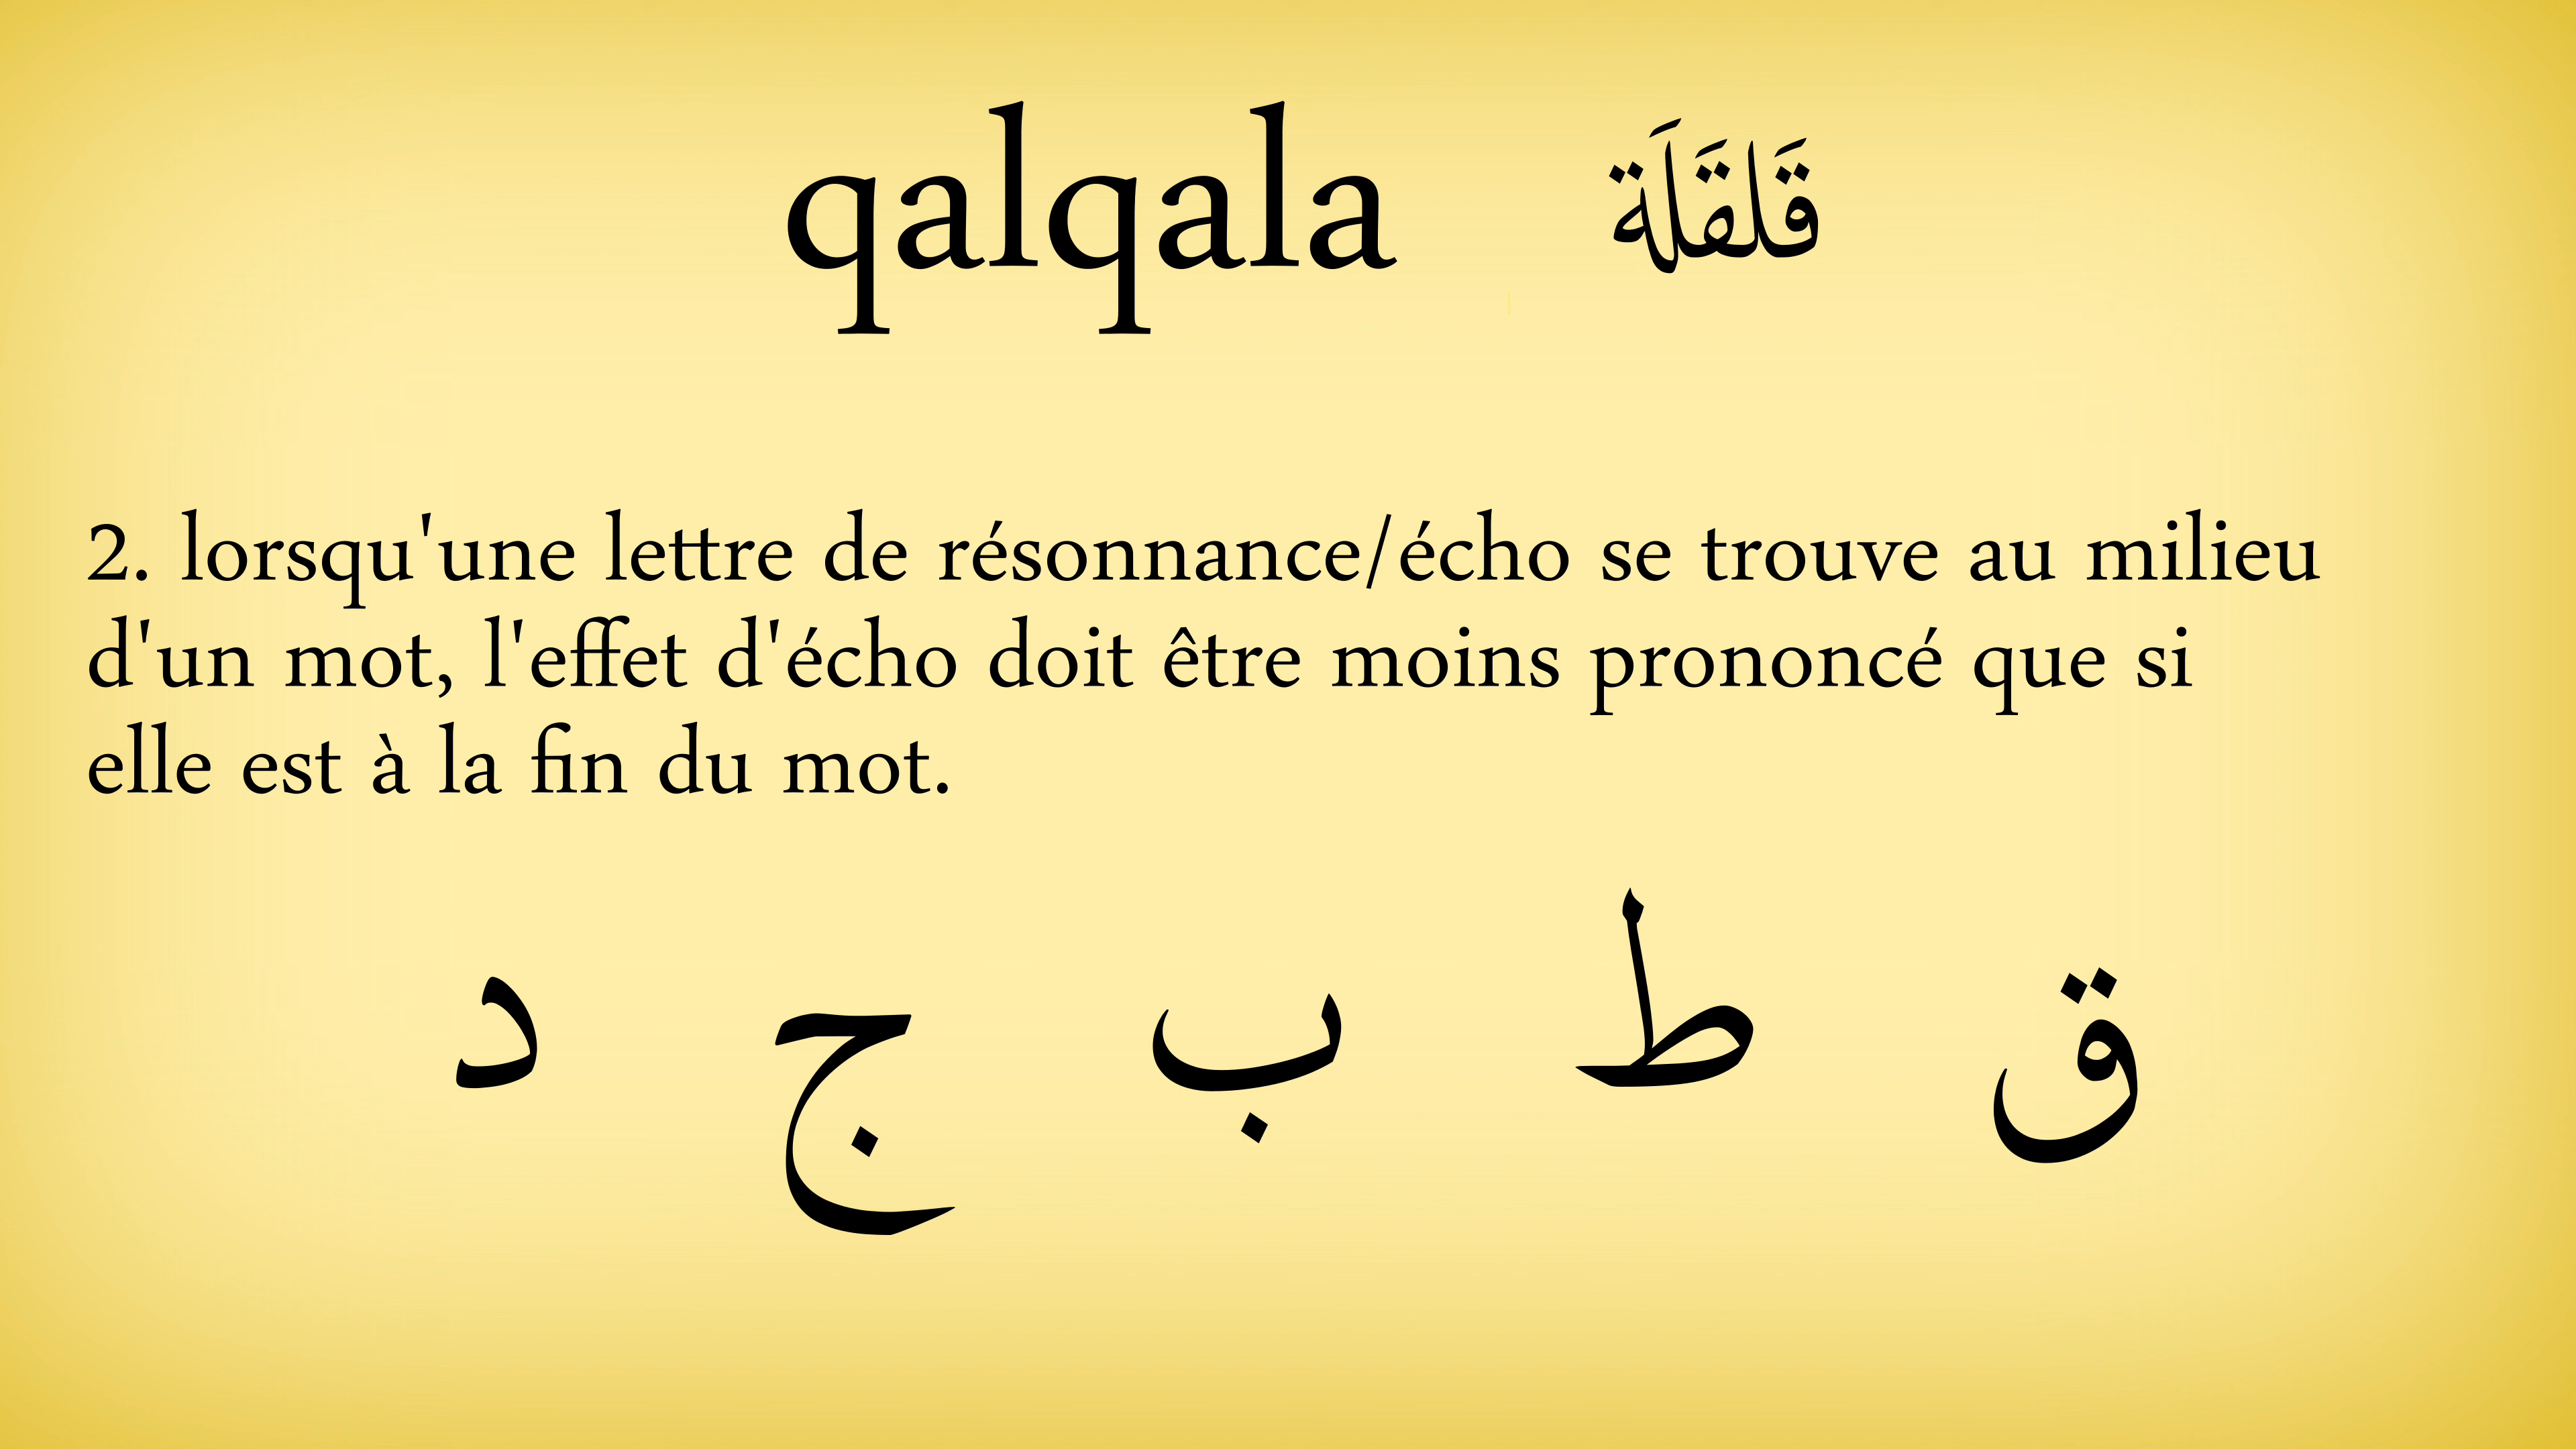 qalqala قَلقَلَة
2. lorsqu'une lettre de résonnance/écho se trouve au milieu
d'un mot, l'effet d'écho doit être moins prononcé que si
elle est à la fin du mot.
ق ط ب ج د